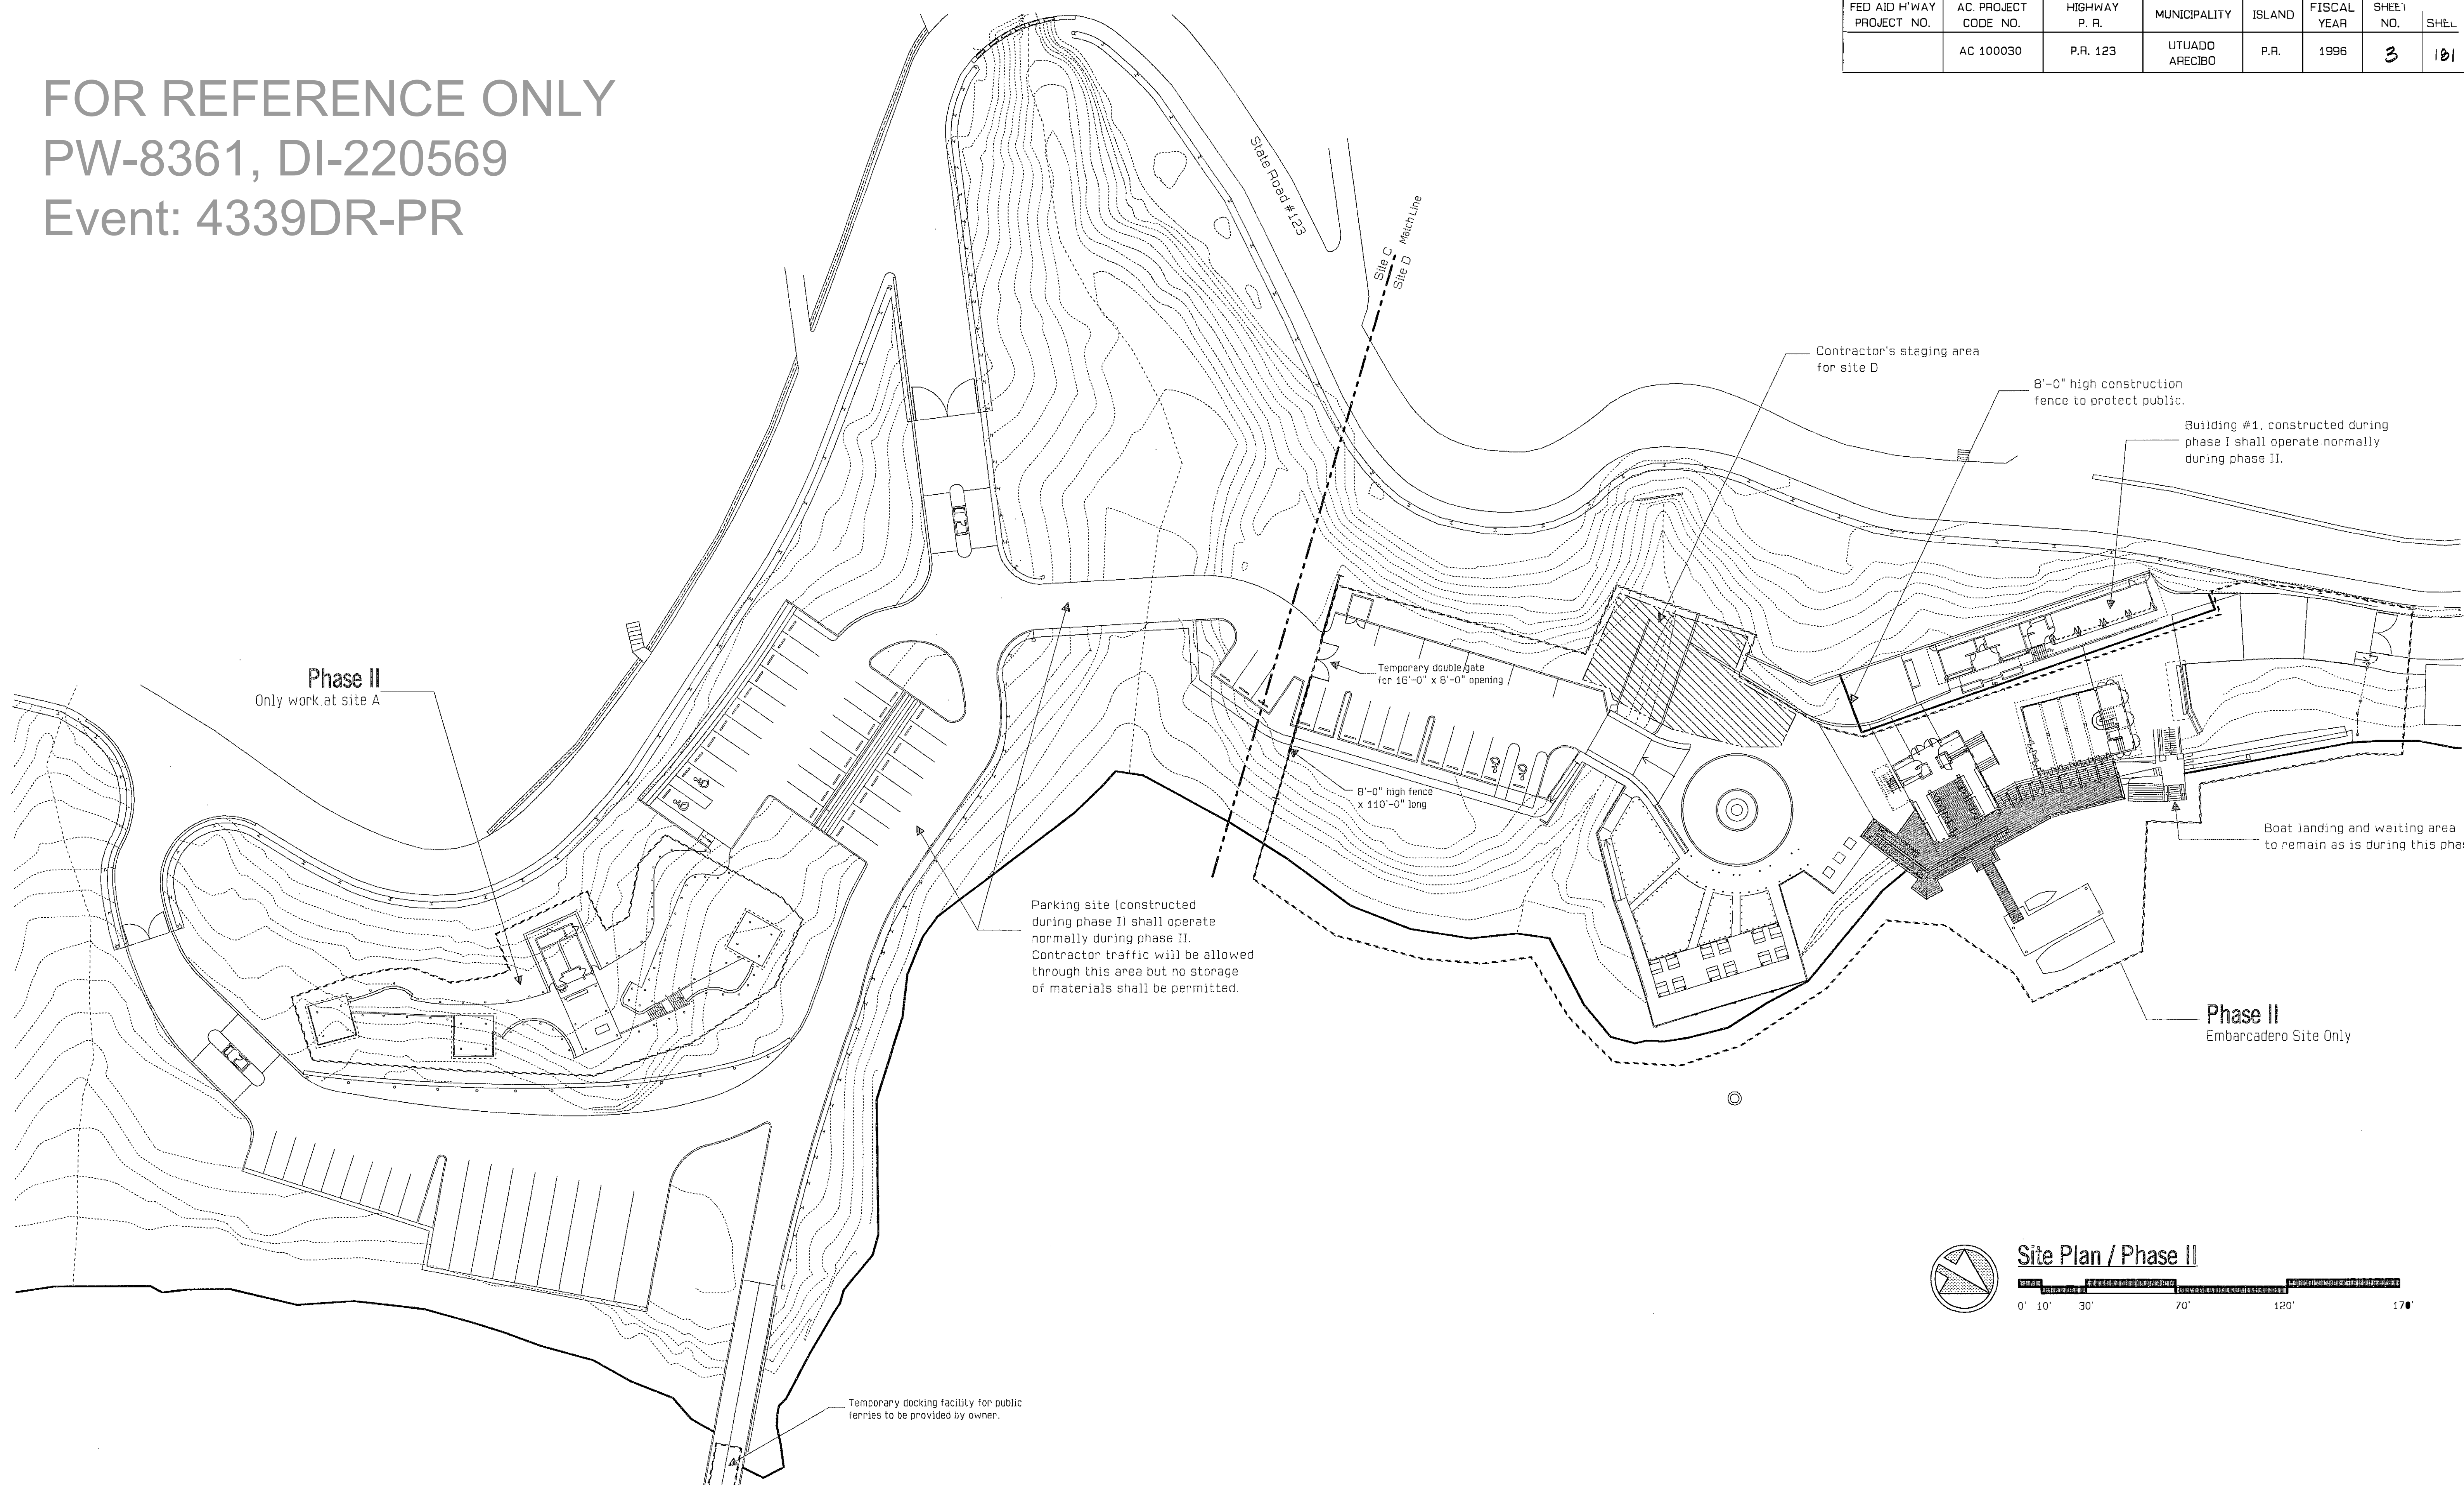 FED AID H'WAY PROJECT NO.
AC. PROJECT CODE NO.
HIGHWAY P. R.
MUNICIPALITY
ISLAND
FISCAL YEAR
SHEET NO.
AC 100030
P.R. 123
UTUADO ARECIBO
P.R.
1996
3
181
FOR REFERENCE ONLY
PW-8361, DI-220569
Event: 4339DR-PR
State Road #123
Site C
Match Line
Site D
Contractor's staging area
for site D
8'-0" high construction
fence to protect public.
Building #1, constructed during
phase I shall operate normally
during phase II.
Temporary double gate
for 16'-0" x 8'-0" opening
Phase II
Only work at site A
8'-0" high fence
x 110'-0" long
Boat landing and waiting area
to remain as is during this
Parking site (constructed
during phase I) shall operate
normally during phase II.
Contractor traffic will be allowed
through this area but no storage
of materials shall be permitted.
Phase II
Embarcadero Site Only
Site Plan / Phase II
0' 10' 30' 70' 120' 170'
Temporary docking facility for public
ferries to be provided by owner.